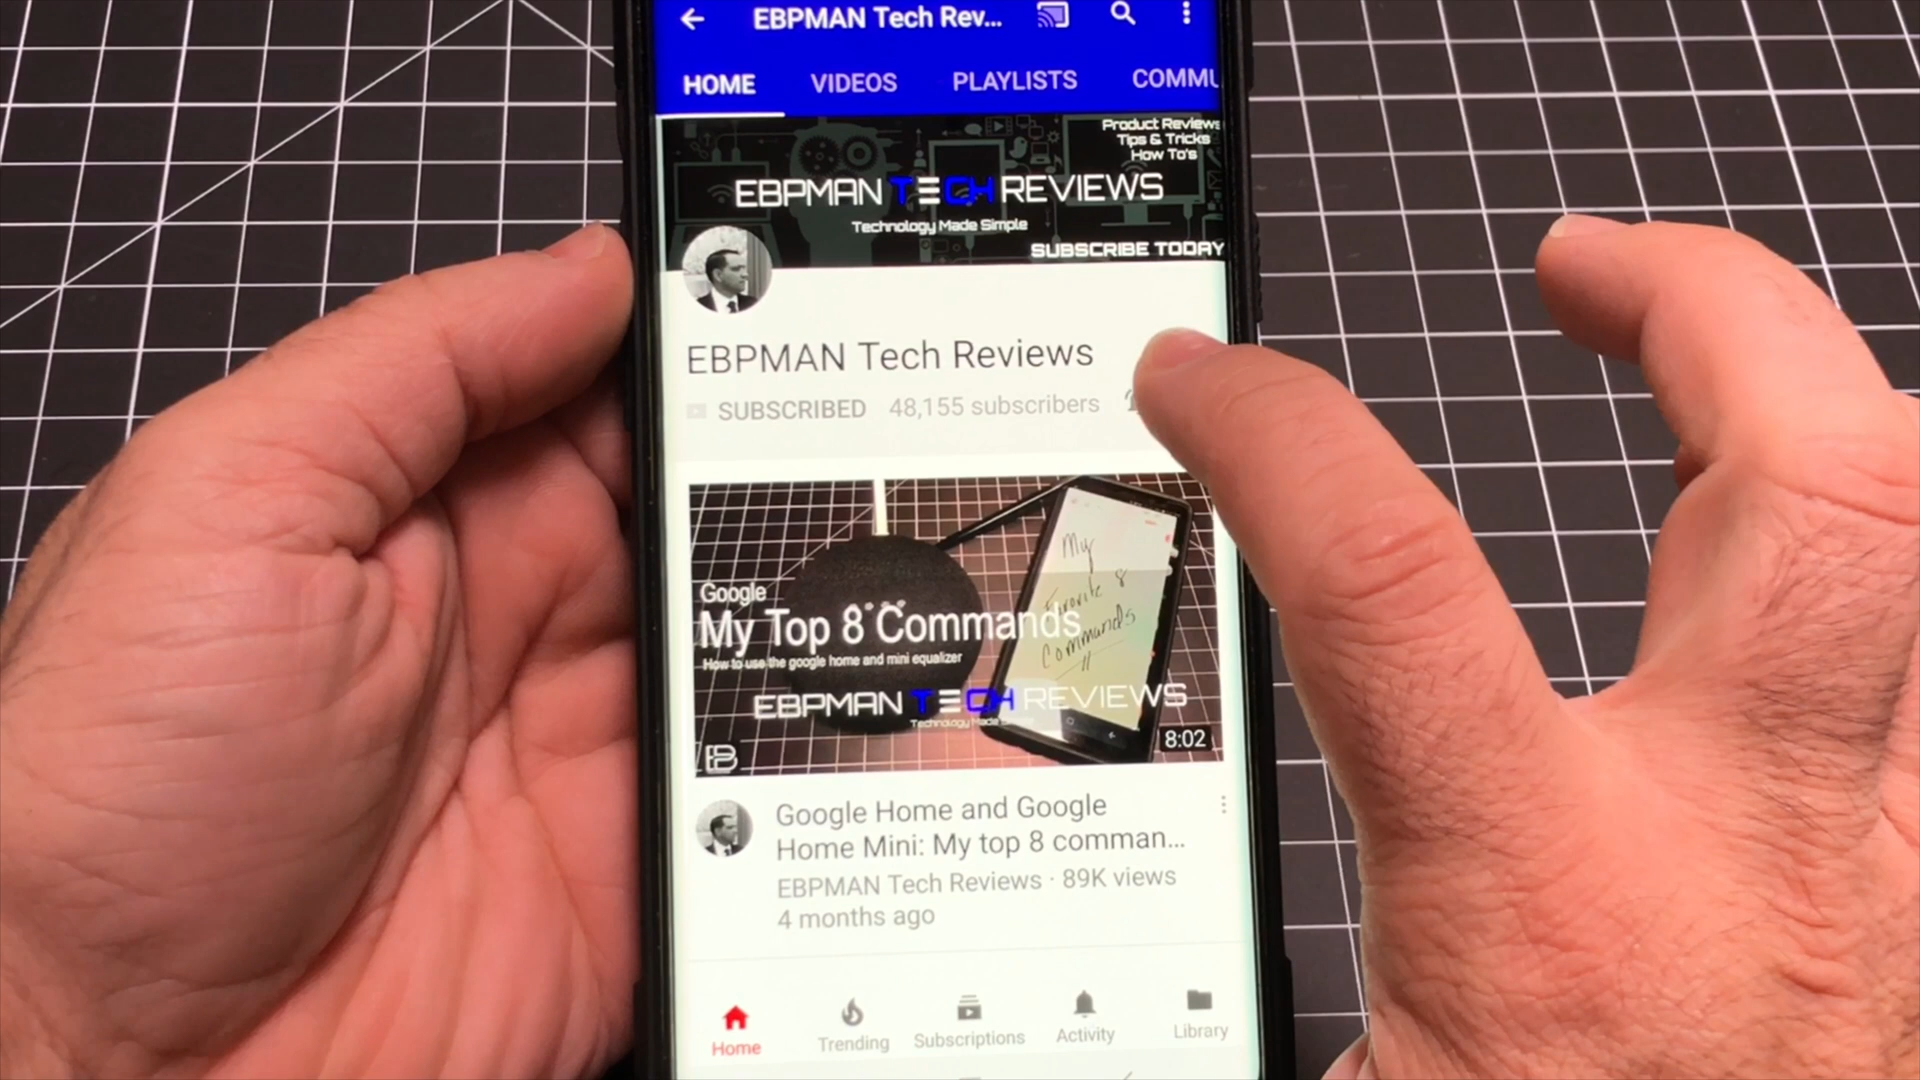 EBPMAN Tech Rev...
HOME VIDEOS PLAYLISTS COMMU
Product Reviews
Tips & Tricks
How To's
EBPMAN TECH REVIEWS
Technology Made Simple
SUBSCRIBE TODAY
EBPMAN Tech Reviews
SUBSCRIBED 48,155 subscribers
My
Favorite 8
Commands
Google
My Top 8 Commands
How to use the google home and mini equalizer
EBPMAN TECH REVIEWS
Technology Made Simple
8:02
Google Home and Google
Home Mini: My top 8 comman...
EBPMAN Tech Reviews · 89K views
4 months ago
Home Trending Subscriptions Activity Library